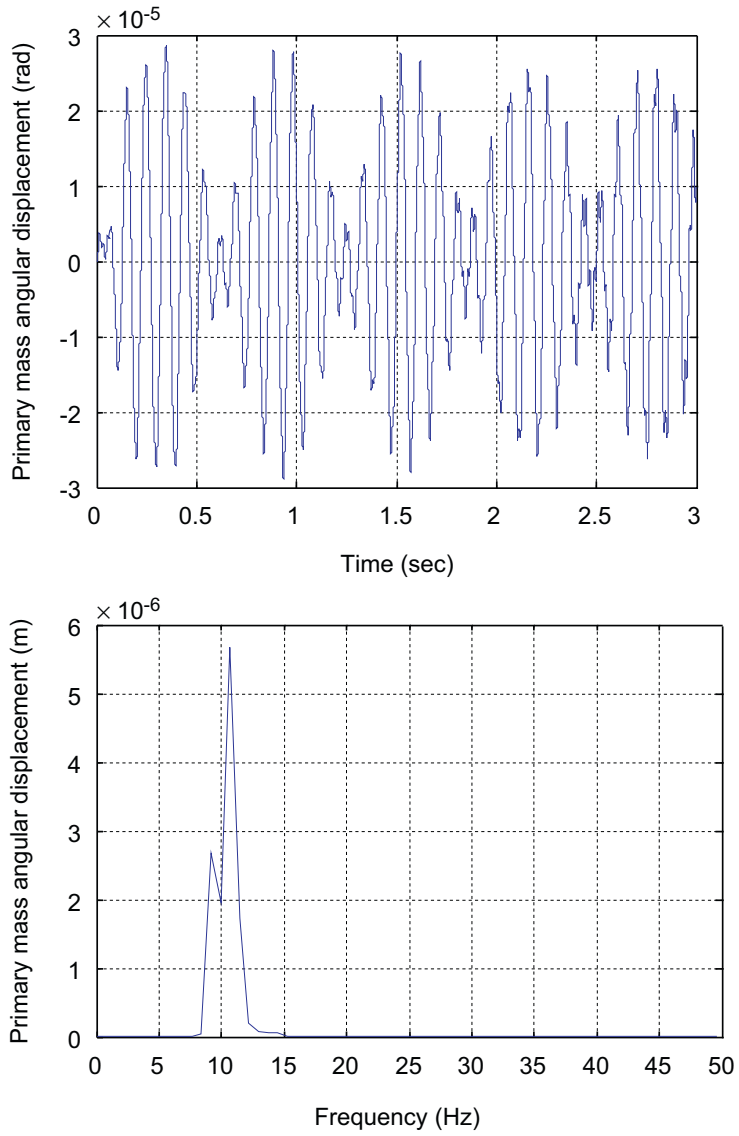 × 10-5
3
2
1
0
-1
-2
-3
Primary mass angular displacement (rad)
0 0.5 1 1.5 2 2.5 3
Time (sec)
× 10-6
6
5
4
3
2
1
0
Primary mass angular displacement (m)
0 5 10 15 20 25 30 35 40 45 50
Frequency (Hz)